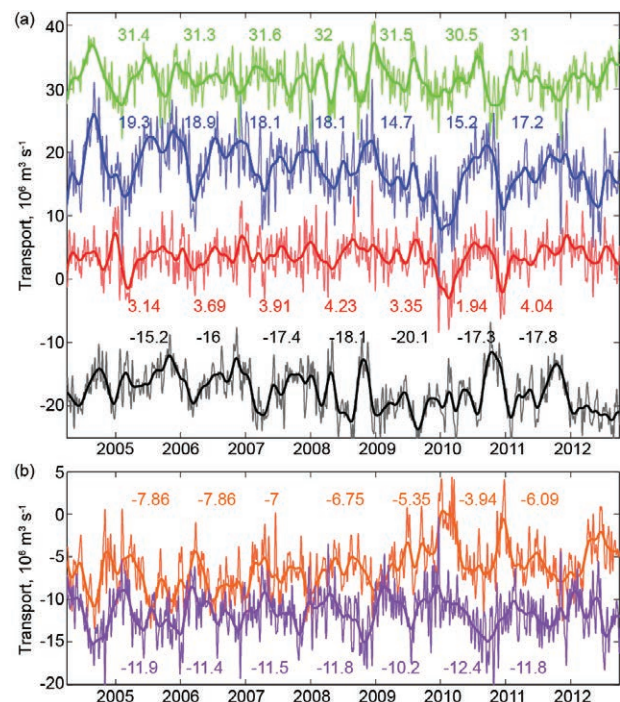 (a)
Transport, 10⁶ m³ s⁻¹
40
30
20
10
0
-10
-20
31.4 31.3 31.6 32 31.5 30.5 31
19.3 18.9 18.1 18.1 14.7 15.2 17.2
3.14 3.69 3.91 4.23 3.35 1.94 4.04
-15.2 -16 -17.4 -18.1 -20.1 -17.3 -17.8
2005 2006 2007 2008 2009 2010 2011 2012
(b)
Transport, 10⁶ m³ s⁻¹
5
0
-5
-10
-15
-20
-7.86 -7.86 -7 -6.75 -5.35 -3.94 -6.09
-11.9 -11.4 -11.5 -11.8 -10.2 -12.4 -11.8
2005 2006 2007 2008 2009 2010 2011 2012